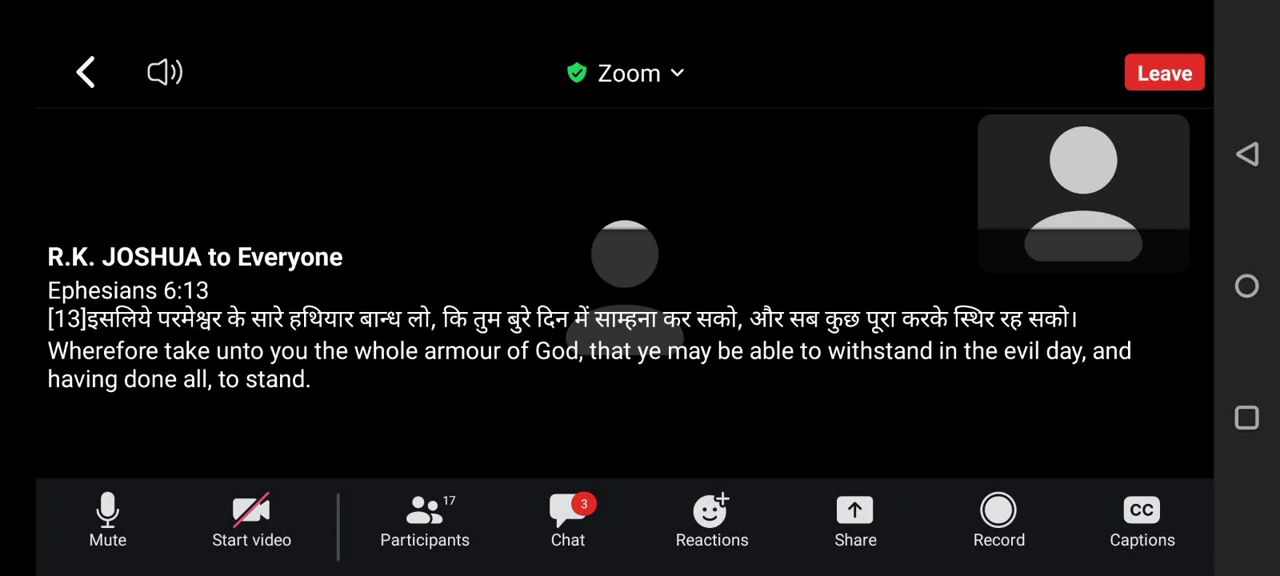 Zoom
Leave
R.K. JOSHUA to Everyone
Ephesians 6:13
[13]इसलिये परमेश्वर के सारे हथियार बान्ध लो, कि तुम बुरे दिन में साम्हना कर सको, और सब कुछ पूरा करके स्थिर रह सको।
Wherefore take unto you the whole armour of God, that ye may be able to withstand in the evil day, and
having done all, to stand.
17
3
CC
Mute Start video Participants Chat Reactions Share Record Captions